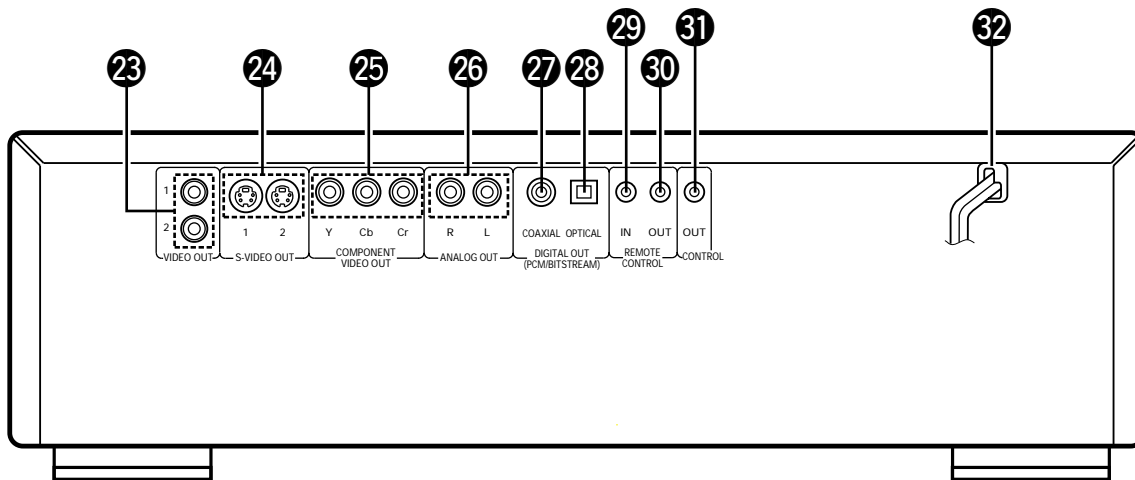 29 31 32
23 24 25 26 27 28 30
1
2
1 2 Y Cb Cr R L COAXIAL OPTICAL IN OUT OUT
VIDEO OUT S-VIDEO OUT COMPONENT VIDEO OUT ANALOG OUT DIGITAL OUT (PCM/BITSTREAM) REMOTE CONTROL CONTROL